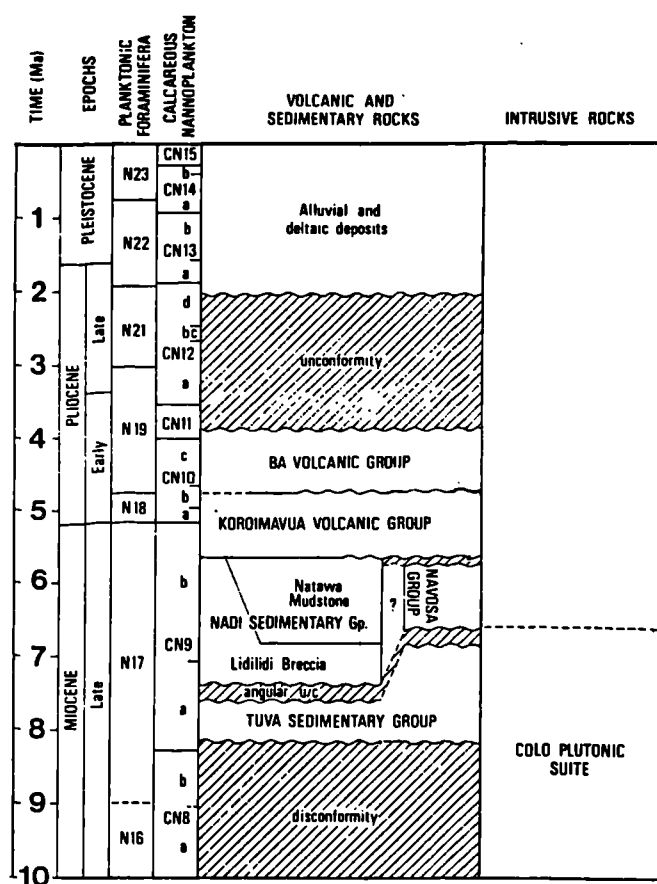 TIME (Ma)
EPOCHS
PLANKTONIC
FORAMINIFERA
CALCAREOUS
NANNOPLANKTON
VOLCANIC AND
SEDIMENTARY ROCKS
INTRUSIVE ROCKS
1
2
3
4
5
6
7
8
9
10
PLEISTOCENE
PLIOCENE
Late
Early
MIOCENE
Late
N23
N22
N21
N19
N18
N17
N16
CN15
b
CN14
a
b
CN13
a
d
bc
CN12
a
CN11
c
CN10
b
a
b
CN9
a
b
CN8
a
Alluvial and
deltaic deposits
unconformity
BA VOLCANIC GROUP
KOROIMAVUA VOLCANIC GROUP
Natawa
Mudstone
NADI SEDIMENTARY Gp.
?
NAVOSA
GROUP
Lidilidi Breccia
angular u/c
TUVA SEDIMENTARY GROUP
disconformity
COLO PLUTONIC
SUITE